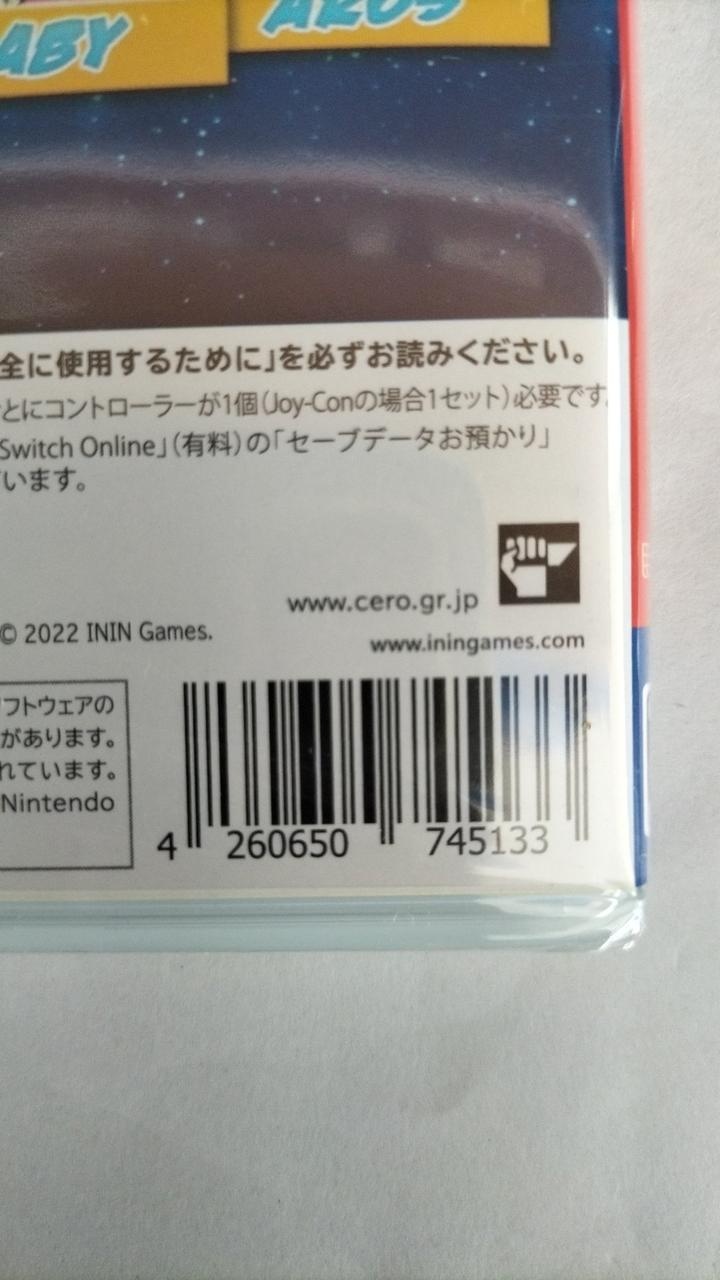 ABY
AROS
全に使用するために」を必ずお読みください。
とにコントローラーが1個(Joy-Conの場合1セット)必要です。
Switch Online」(有料)の「セーブデータお預かり」
います。
www.cero.gr.jp
© 2022 ININ Games.
www.iningames.com
フトウェアの
があります。
れています。
Nintendo
4 260650 745133